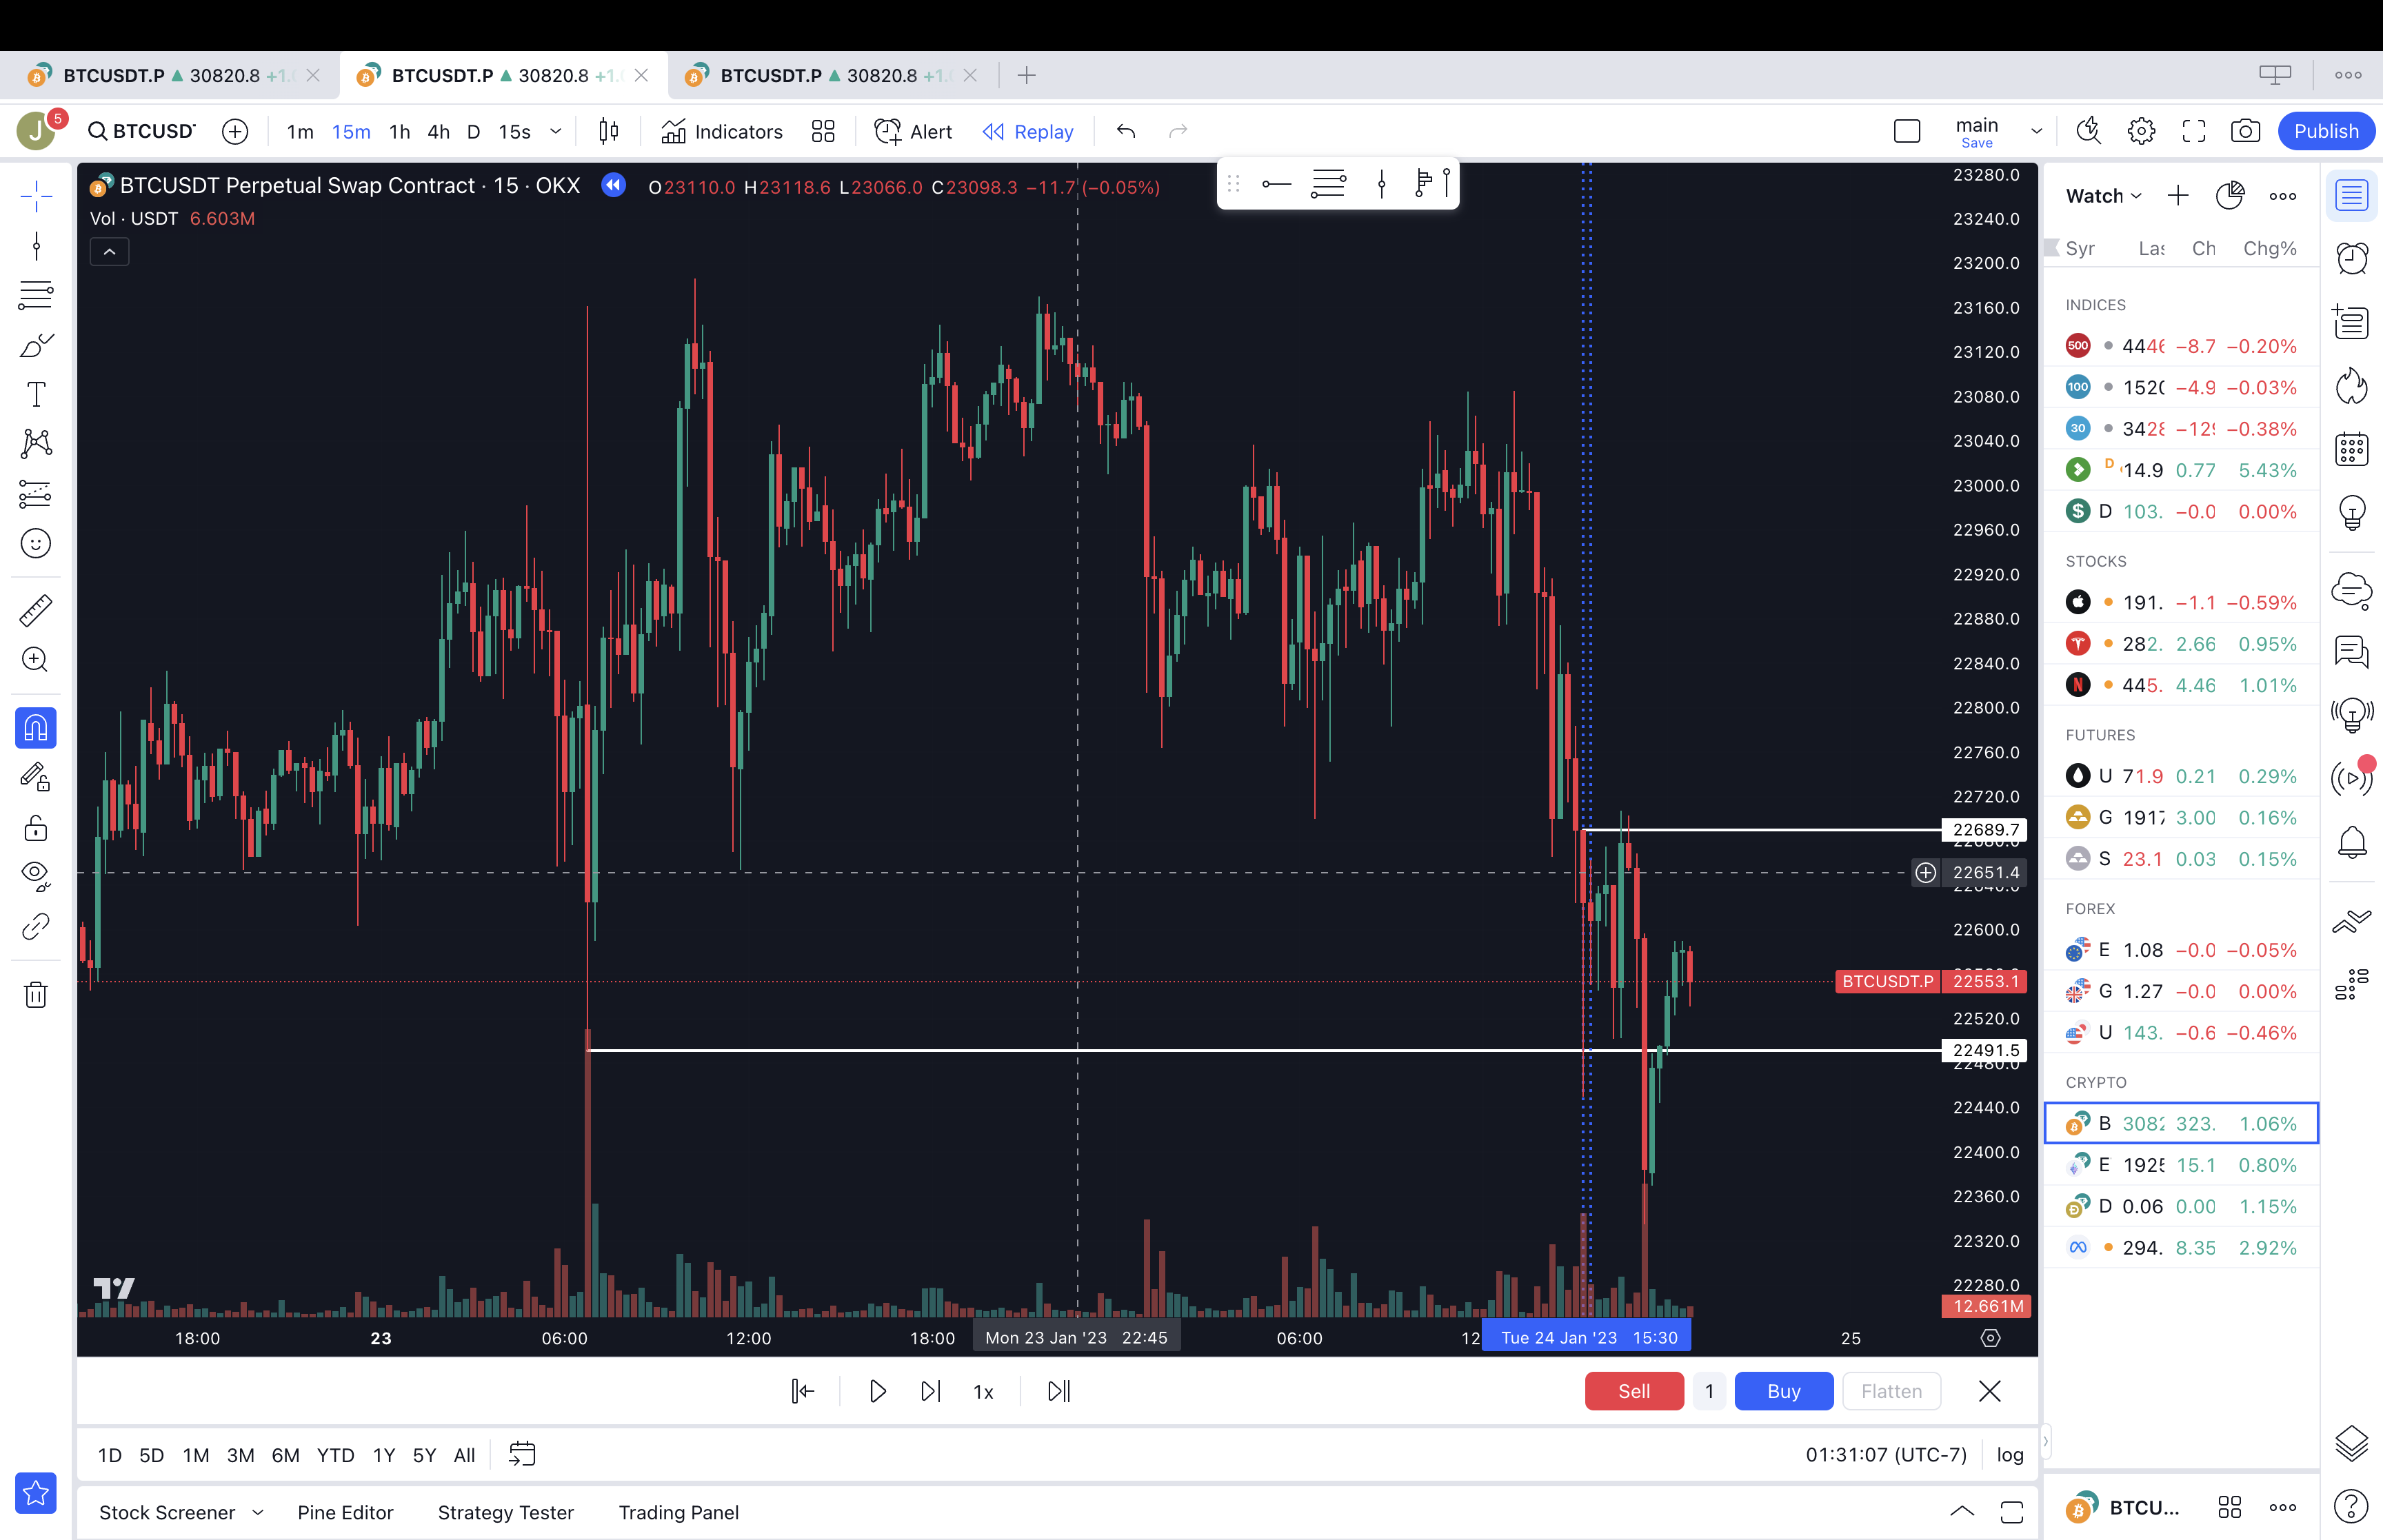 BTCUSDT.P 30820.8 +1. BTCUSDT.P 30820.8 +1. BTCUSDT.P 30820.8 +1.
J 5 BTCUSDT 1m 15m 1h 4h D 15s Indicators Alert Replay main Save Publish
BTCUSDT Perpetual Swap Contract · 15 · OKX O23110.0 H23118.6 L23066.0 C23098.3 −11.7 (−0.05%)
Vol · USDT 6.603M
23280.0
23240.0
23200.0
23160.0
23120.0
23080.0
23040.0
23000.0
22960.0
22920.0
22880.0
22840.0
22800.0
22760.0
22720.0
22689.7
22651.4
22600.0
BTCUSDT.P 22553.1
22520.0
22491.5
22440.0
22400.0
22360.0
22320.0
22280.0
12.661M
18:00 23 06:00 12:00 18:00 Mon 23 Jan '23 22:45 06:00 12 Tue 24 Jan '23 15:30 25
1x Sell 1 Buy Flatten
1D 5D 1M 3M 6M YTD 1Y 5Y All 01:31:07 (UTC-7) log
Stock Screener Pine Editor Strategy Tester Trading Panel
Watch
Syr Las Ch Chg%
INDICES
500 4446 −8.7 −0.20%
100 1520 −4.9 −0.03%
30 3428 −129 −0.38%
D 14.9 0.77 5.43%
$ D 103. −0.0 0.00%
STOCKS
191. −1.1 −0.59%
282. 2.66 0.95%
N 445. 4.46 1.01%
FUTURES
U 71.9 0.21 0.29%
G 1917 3.00 0.16%
S 23.1 0.03 0.15%
FOREX
E 1.08 −0.0 −0.05%
G 1.27 −0.0 0.00%
U 143. −0.6 −0.46%
CRYPTO
B 3082 323. 1.06%
E 1925 15.1 0.80%
D 0.06 0.00 1.15%
294. 8.35 2.92%
BTCU...